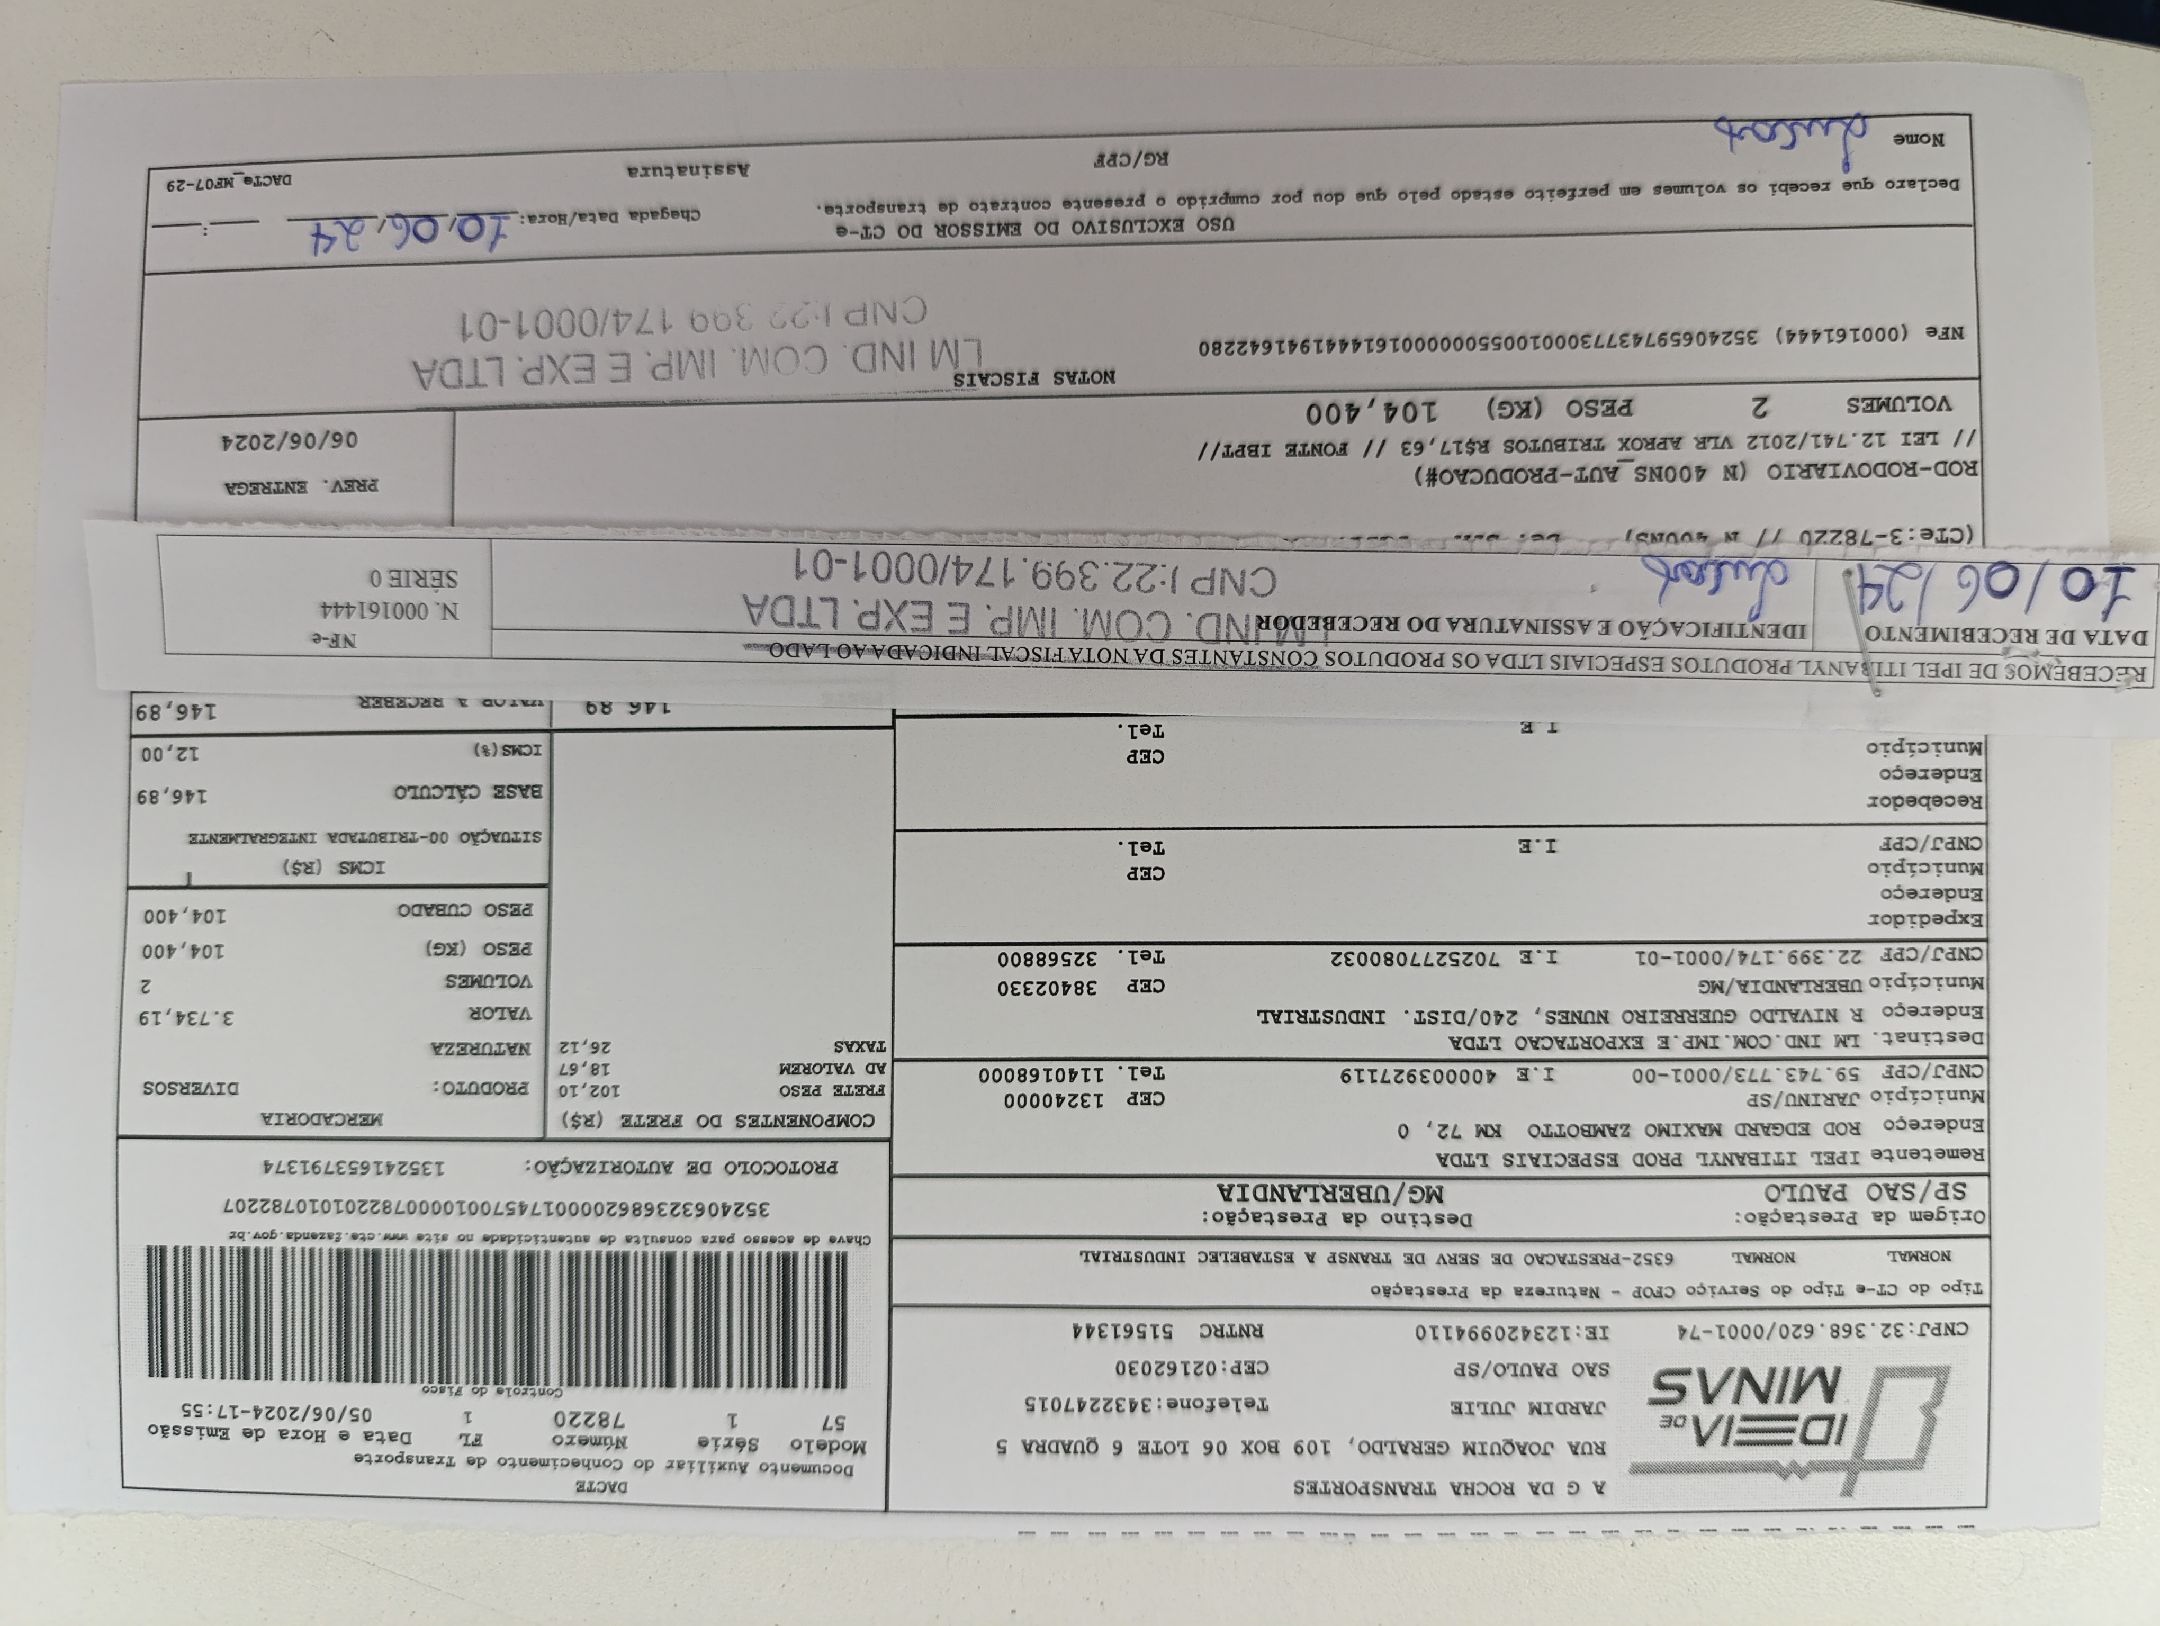 DACTE
Documento Auxiliar do Conhecimento de Transporte
Modelo Série Número FL Data e Hora de Emissão
57 1 78220 1 05/06/2024-17:55
Controle do Fisco
IDEIA DE
MINAS
A G DA ROCHA TRANSPORTES
RUA JOAQUIM GERALDO, 109 BOX 06 LOTE 6 QUADRA 5
JARDIM JULIE Telefone:3432247015
SAO PAULO/SP CEP:02162030
CNPJ:32.368.620/0001-74 IE:123420994110 RNTRC 51561344
Tipo do CT-e Tipo do Serviço CFOP - Natureza da Prestação
NORMAL NORMAL 6352-PRESTACAO DE SERV DE TRANSP A ESTABELEC INDUSTRIAL
Chave de acesso para consulta de autenticidade no site www.cte.fazenda.gov.br
35240632368620000174570010000782201010782207
PROTOCOLO DE AUTORIZAÇÃO: 135241653791374
Origem da Prestação: Destino da Prestação:
SP/SAO PAULO MG/UBERLANDIA
Remetente IPEL ITIBANYL PROD ESPECIAIS LTDA
Endereço ROD EDGARD MAXIMO ZAMBOTTO KM 72, 0
Município JARINU/SP CEP 13240000
CNPJ/CPF 59.743.773/0001-00 I.E 400003927119 Tel. 1140168000
Destinat. LM IND.COM.IMP.E EXPORTACAO LTDA
Endereço R NIVALDO GUERREIRO NUNES, 240/DIST. INDUSTRIAL
Município UBERLANDIA/MG CEP 38402330
CNPJ/CPF 22.399.174/0001-01 I.E 7025277080032 Tel. 32568800
Expedidor
Endereço
Município CEP
CNPJ/CPF I.E Tel.
Recebedor
Endereço
Município CEP
I.E Tel.
COMPONENTES DO FRETE (R$)
FRETE PESO 102,10
AD VALOREM 18,67
TAXAS 26,12
146,89
MERCADORIA
PRODUTO: DIVERSOS
NATUREZA
VALOR 3.734,19
VOLUMES 2
PESO (KG) 104,400
PESO CUBADO 104,400
ICMS (R$)
SITUAÇÃO 00-TRIBUTADA INTEGRALMENTE
BASE CÁLCULO 146,89
ICMS(%) 12,00
VALOR A RECEBER 146,89
RECEBEMOS DE IPEL ITIBANYL PRODUTOS ESPECIAIS LTDA OS PRODUTOS CONSTANTES DA NOTA FISCAL INDICADA AO LADO
DATA DE RECEBIMENTO IDENTIFICAÇÃO E ASSINATURA DO RECEBEDOR
10/06/24 Lucas
LM IND. COM. IMP. E EXP. LTDA
CNPJ:22.399.174/0001-01
NF-e
N. 000161444
SÉRIE 0
(CTe:3-78220 // N 400NS)
ROD-RODOVIARIO (N 400NS_AUT-PRODUCAO#)
// LEI 12.741/2012 VLR APROX TRIBUTOS R$17,63 // FONTE IBPT//
VOLUMES 2 PESO (KG) 104,400
PREV. ENTREGA
06/06/2024
NOTAS FISCAIS
NFe (000161444) 35240659743773000100550000001614441941642280
LM IND. COM. IMP. E EXP. LTDA
CNPJ:22.399.174/0001-01
USO EXCLUSIVO DO EMISSOR DO CT-e
Declaro que recebi os volumes em perfeito estado pelo que dou por cumprido o presente contrato de transporte.
Chegada Data/Hora: 10/06/24
Nome Lucas RG/CPF Assinatura
DACTe_MF07-29